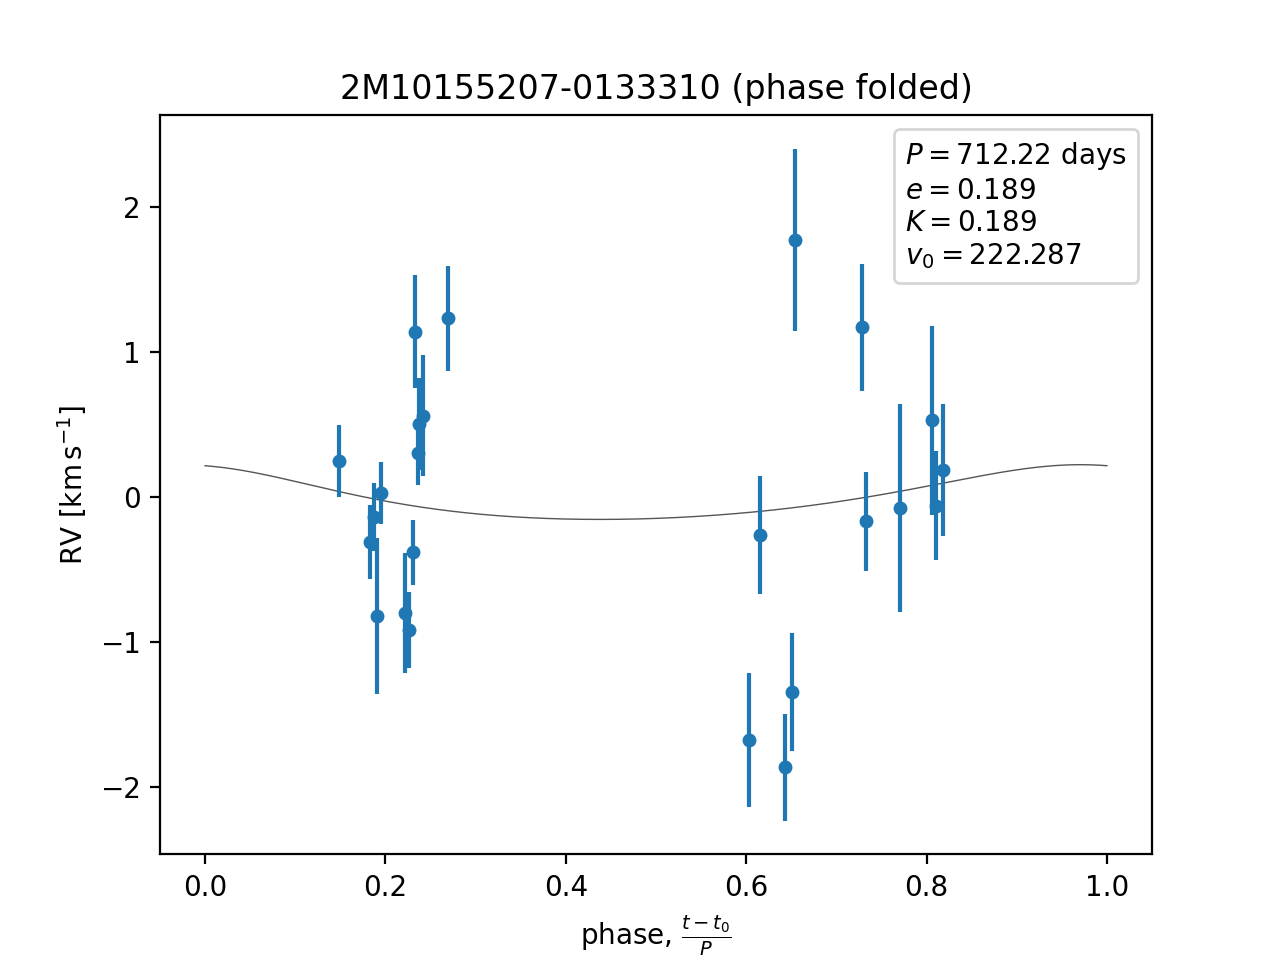 2M10155207-0133310 (phase folded)
P = 712.22 days
e = 0.189
K = 0.189
v₀ = 222.287
2
1
0
−1
−2
RV [km s⁻¹]
0.0 0.2 0.4 0.6 0.8 1.0
phase, (t − t₀)/P